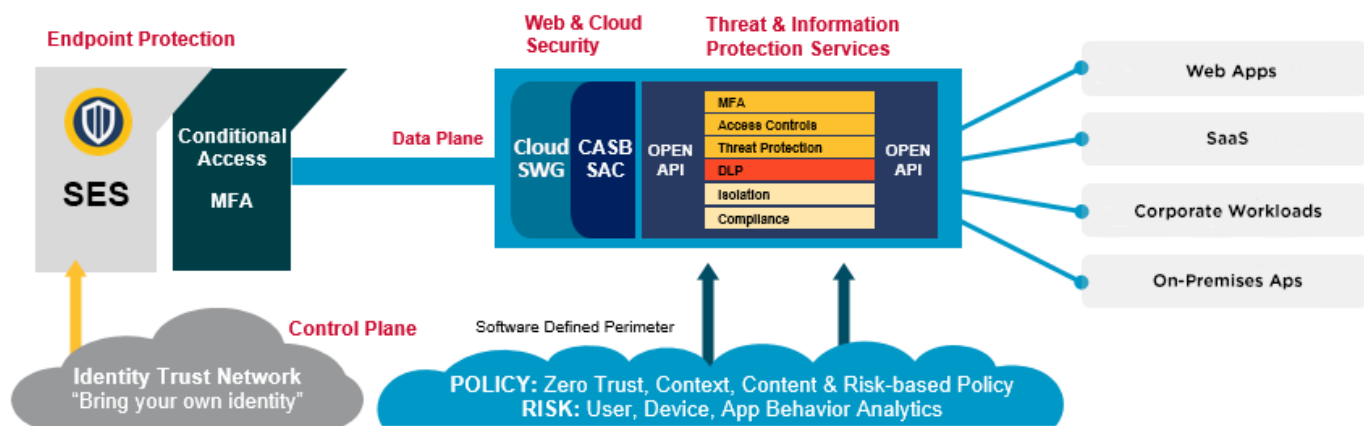 Endpoint Protection
Web & Cloud
Security
Threat & Information
Protection Services
SES
Conditional
Access
MFA
Data Plane
Cloud
SWG
CASB
SAC
OPEN
API
MFA
Access Controls
Threat Protection
DLP
Isolation
Compliance
OPEN
API
Web Apps
SaaS
Corporate Workloads
On-Premises Aps
Control Plane
Software Defined Perimeter
Identity Trust Network
“Bring your own identity”
POLICY: Zero Trust, Context, Content & Risk-based Policy
RISK: User, Device, App Behavior Analytics